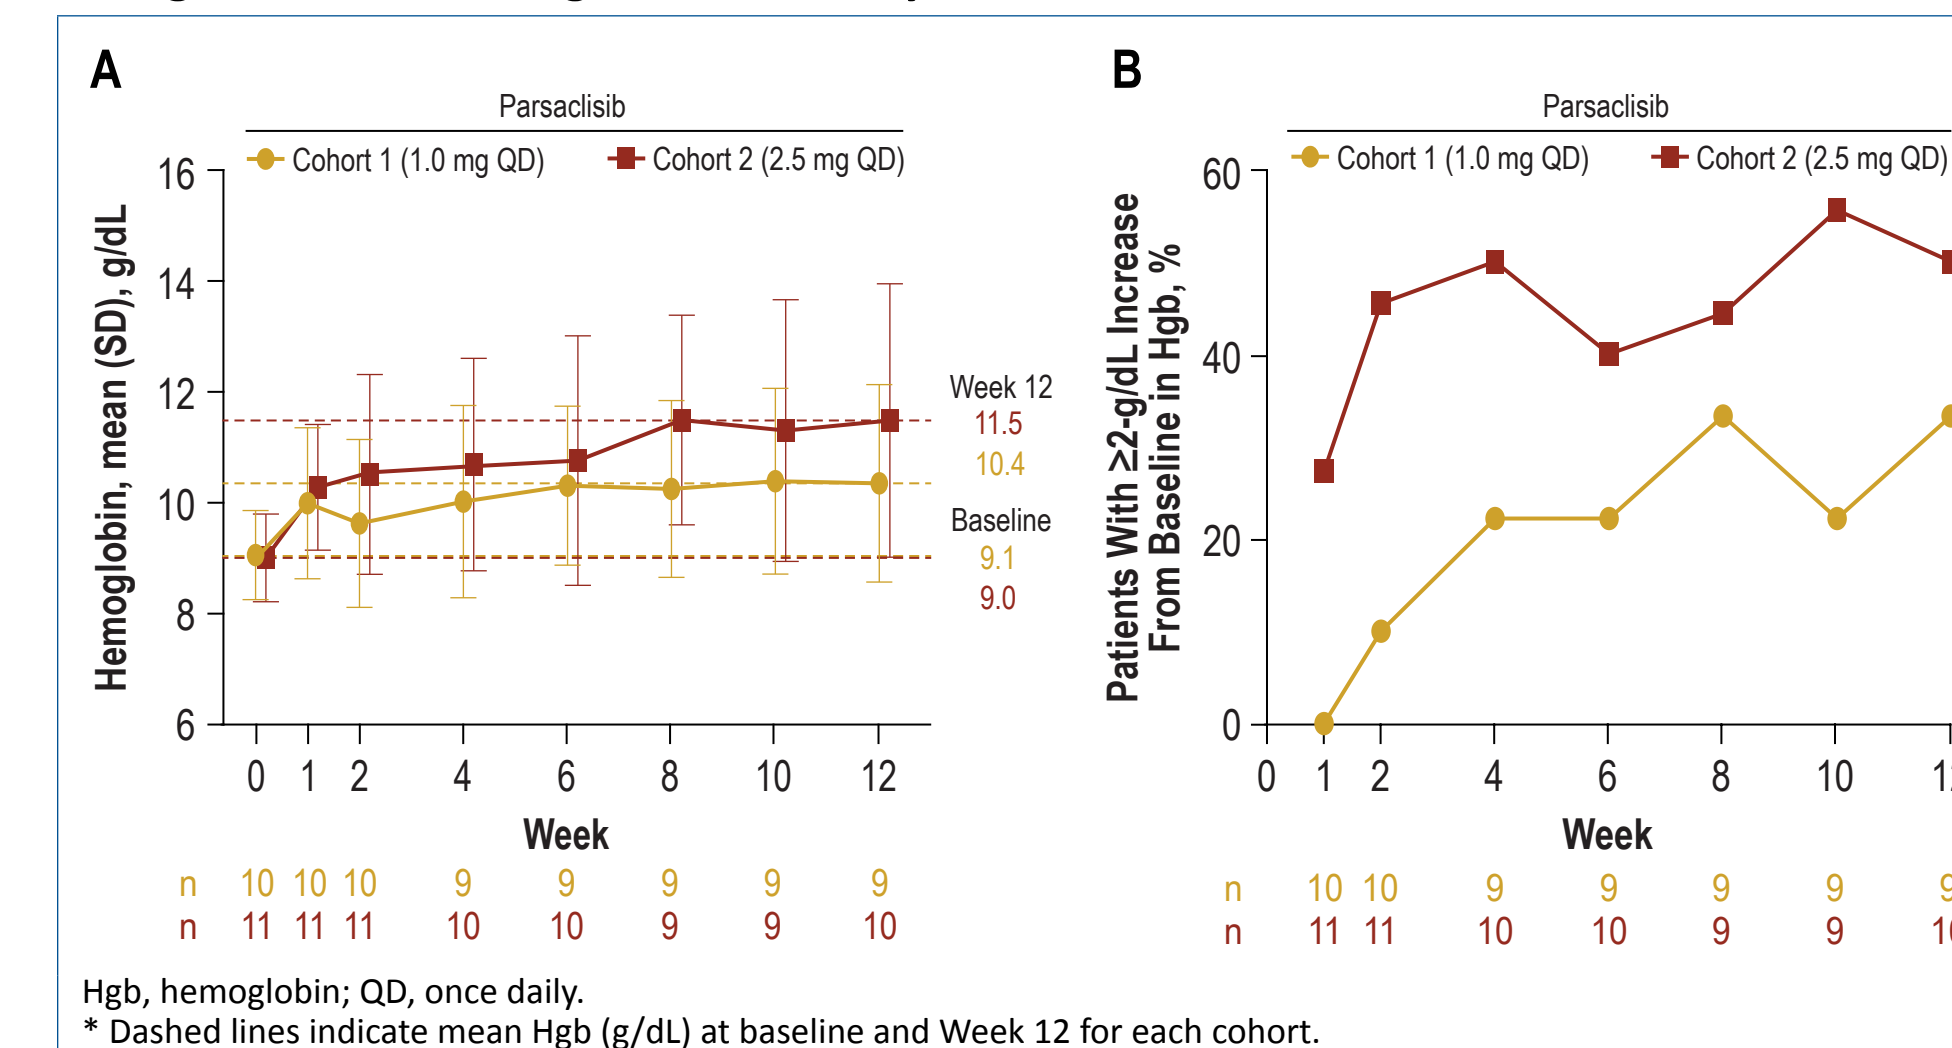 A
Parsaclisib
Cohort 1 (1.0 mg QD)
Cohort 2 (2.5 mg QD)
Hemoglobin, mean (SD), g/dL
16
14
12
10
8
6
Week 12
11.5
10.4
Baseline
9.1
9.0
0 1 2 4 6 8 10 12
Week
n 10 10 10 9 9 9 9 9
n 11 11 11 10 10 9 9 10
B
Parsaclisib
Cohort 1 (1.0 mg QD)
Cohort 2 (2.5 mg QD)
Patients With ≥2-g/dL Increase
From Baseline in Hgb, %
60
40
20
0
0 1 2 4 6 8 10
Week
n 10 10 9 9 9 9 9
n 11 11 10 10 9 9
Hgb, hemoglobin; QD, once daily.
* Dashed lines indicate mean Hgb (g/dL) at baseline and Week 12 for each cohort.